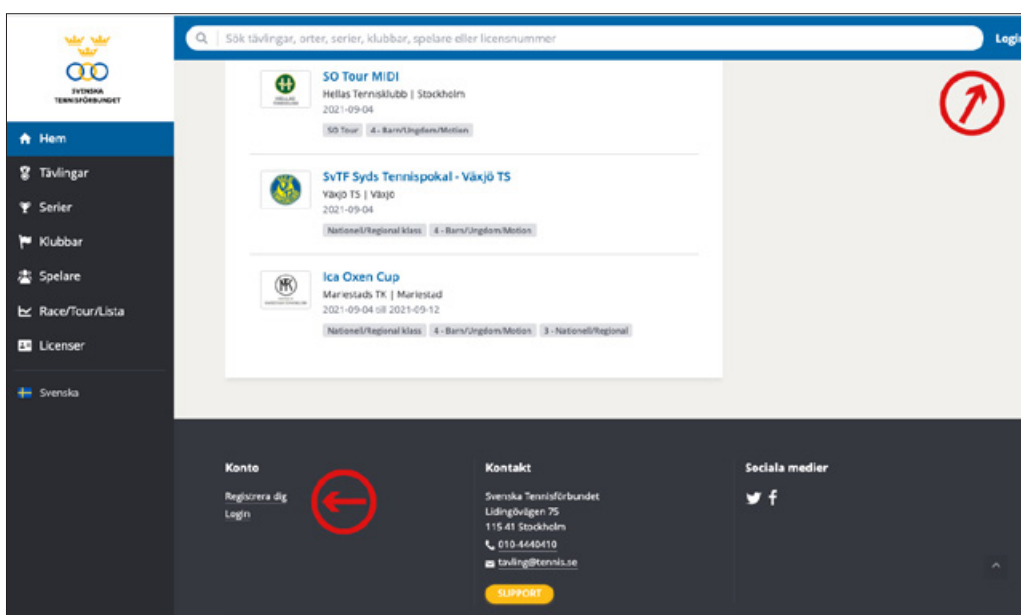 SVENSKA
TENNISFÖRBUNDET
Sök tävlingar, orter, serier, klubbar, spelare eller licensnummer
Login
Hem
Tävlingar
Serier
Klubbar
Spelare
Race/Tour/Lista
Licenser
Svenska
SO Tour MIDI
Hellas Tennisklubb | Stockholm
2021-09-04
SO Tour 4 - Barn/Ungdom/Motion
SvTF Syds Tennispokal - Växjö TS
Växjö TS | Växjö
2021-09-04
Nationell/Regional klass 4 - Barn/Ungdom/Motion
Ica Oxen Cup
Mariestads TK | Mariestad
2021-09-04 till 2021-09-12
Nationell/Regional klass 4 - Barn/Ungdom/Motion 3 - Nationell/Regional
Konto
Registrera dig
Login
Kontakt
Svenska Tennisförbundet
Lidingövägen 75
115 41 Stockholm
010-4440410
tavling@tennis.se
SUPPORT
Sociala medier